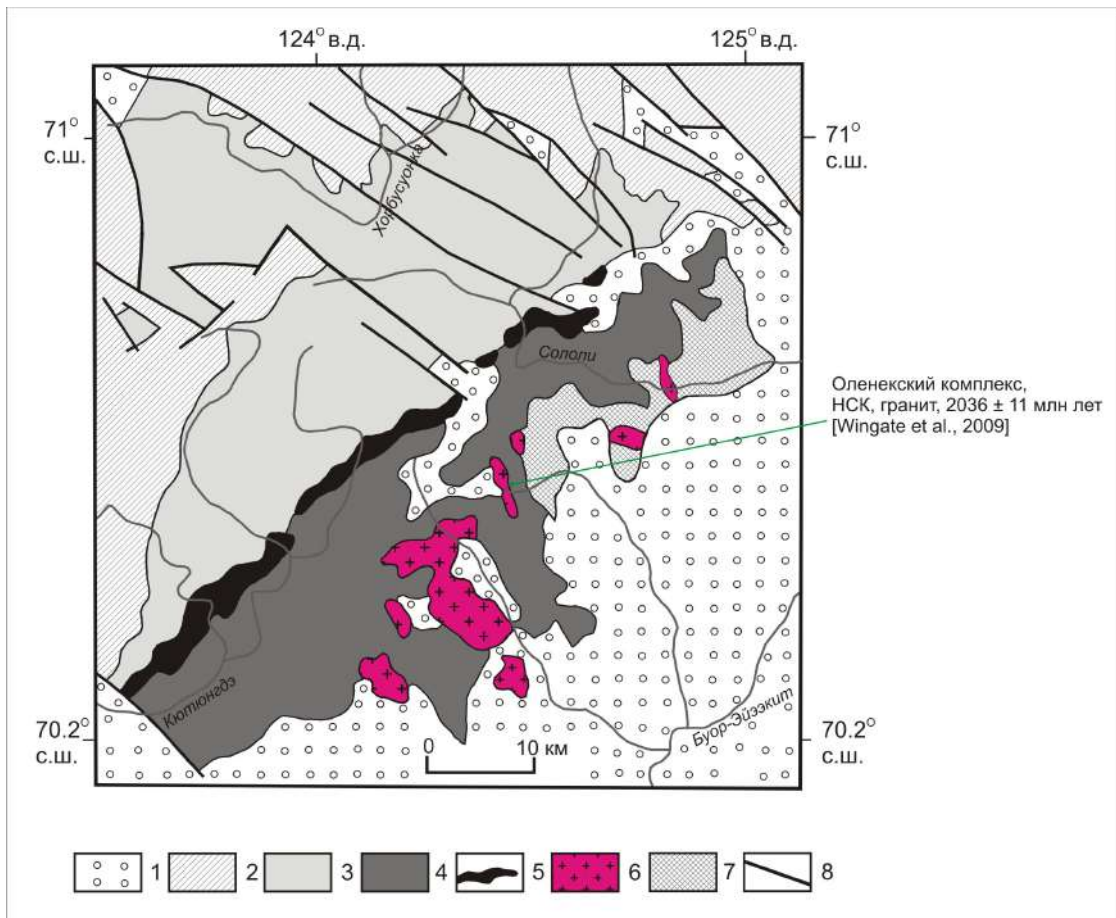 124° в.д.
125° в.д.
71°
с.ш.
71°
с.ш.
Хорбусуонка
Сололи
Оленекский комплекс,
НСК, гранит, 2036 ± 11 млн лет
[Wingate et al., 2009]
Кютюнгдэ
Буор-Эйээкит
70.2°
с.ш.
70.2°
с.ш.
0 10 км
1 2 3 4 5 6 7 8